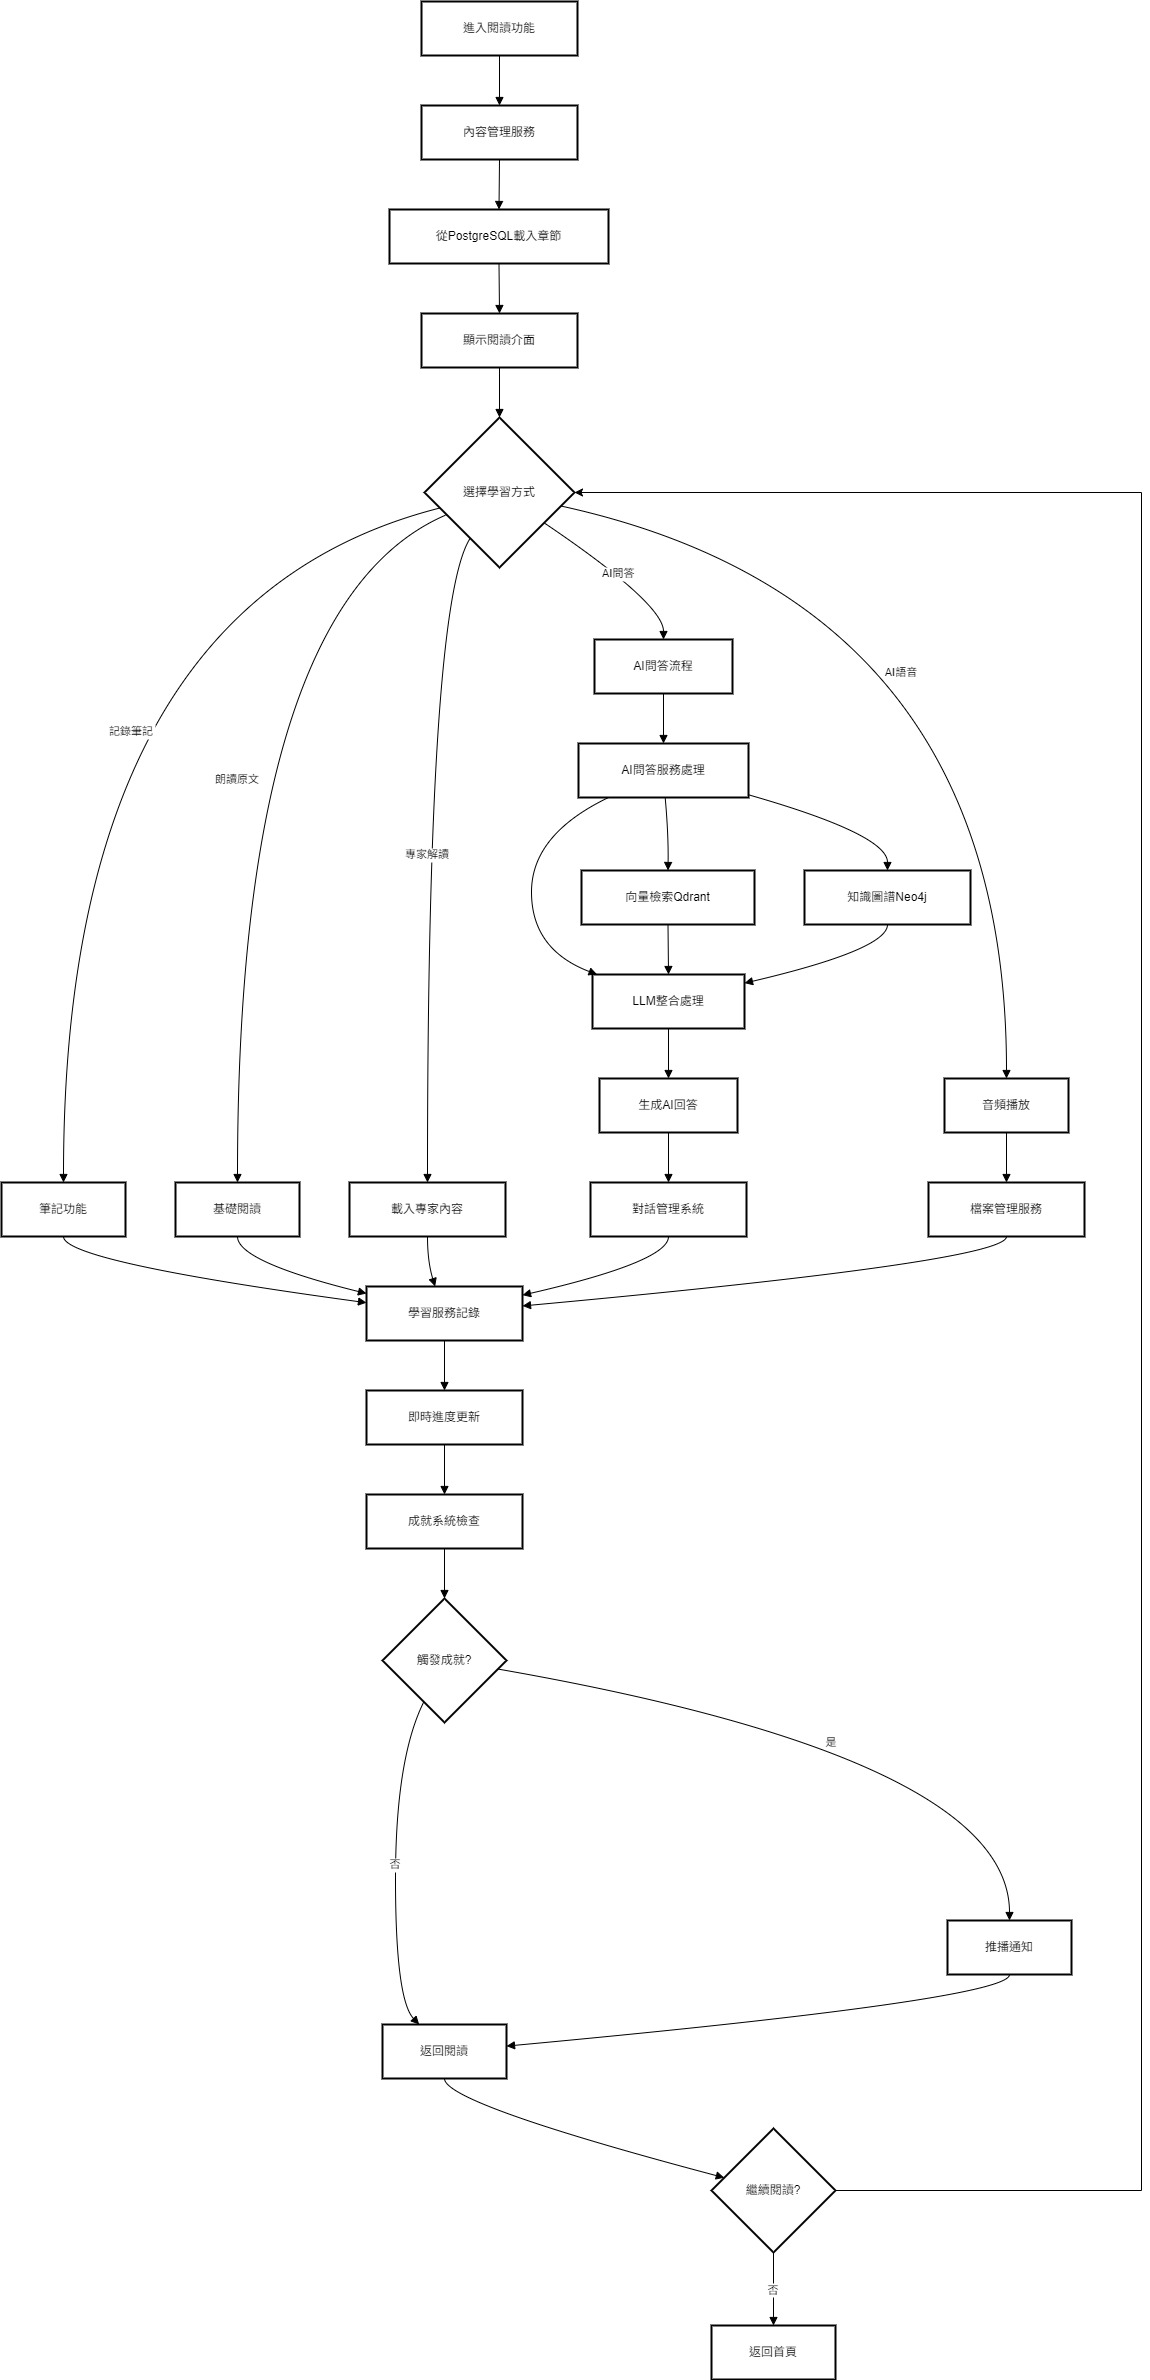 進入閱讀功能
內容管理服務
從PostgreSQL載入章節
顯示閱讀介面
選擇學習方式
AI問答
AI問答流程
AI語音
記錄筆記
AI問答服務處理
朗讀原文
專家解讀
向量檢索Qdrant
知識圖譜Neo4j
LLM整合處理
生成AI回答
音頻播放
筆記功能
基礎閱讀
載入專家內容
對話管理系統
檔案管理服務
學習服務記錄
即時進度更新
成就系統檢查
觸發成就?
是
否
推播通知
返回閱讀
繼續閱讀?
否
返回首頁